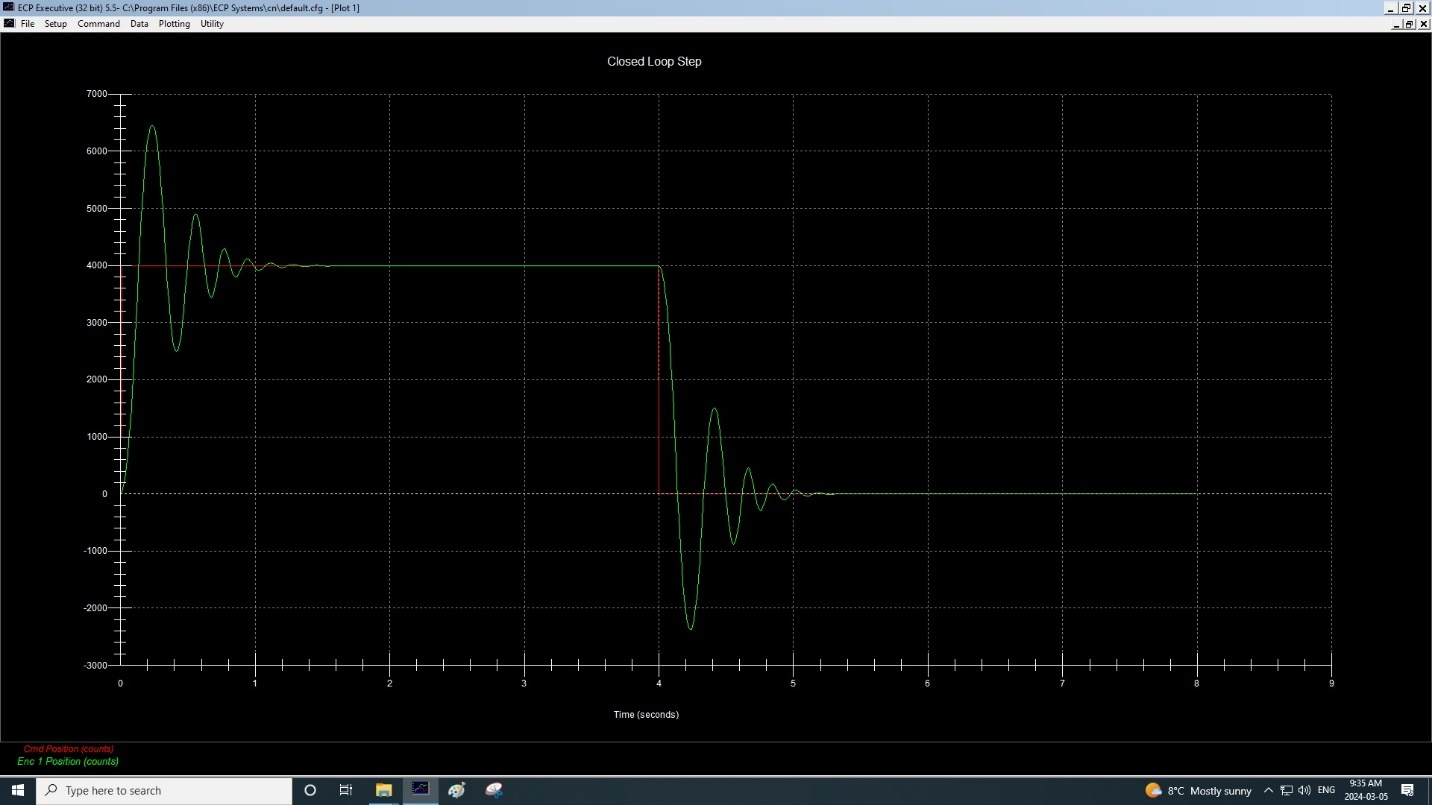 ECP Executive (32 bit) 5.5- C:\Program Files (x86)\ECP Systems\cn\default.cfg - [Plot 1]
File Setup Command Data Plotting Utility
Closed Loop Step
7000
6000
5000
4000
3000
2000
1000
0
-1000
-2000
-3000
0 1 2 3 4 5 6 7 8 9
Time (seconds)
Cmd Position (counts)
Enc 1 Position (counts)
Type here to search
8°C Mostly sunny
ENG
9:35 AM
2024-03-05